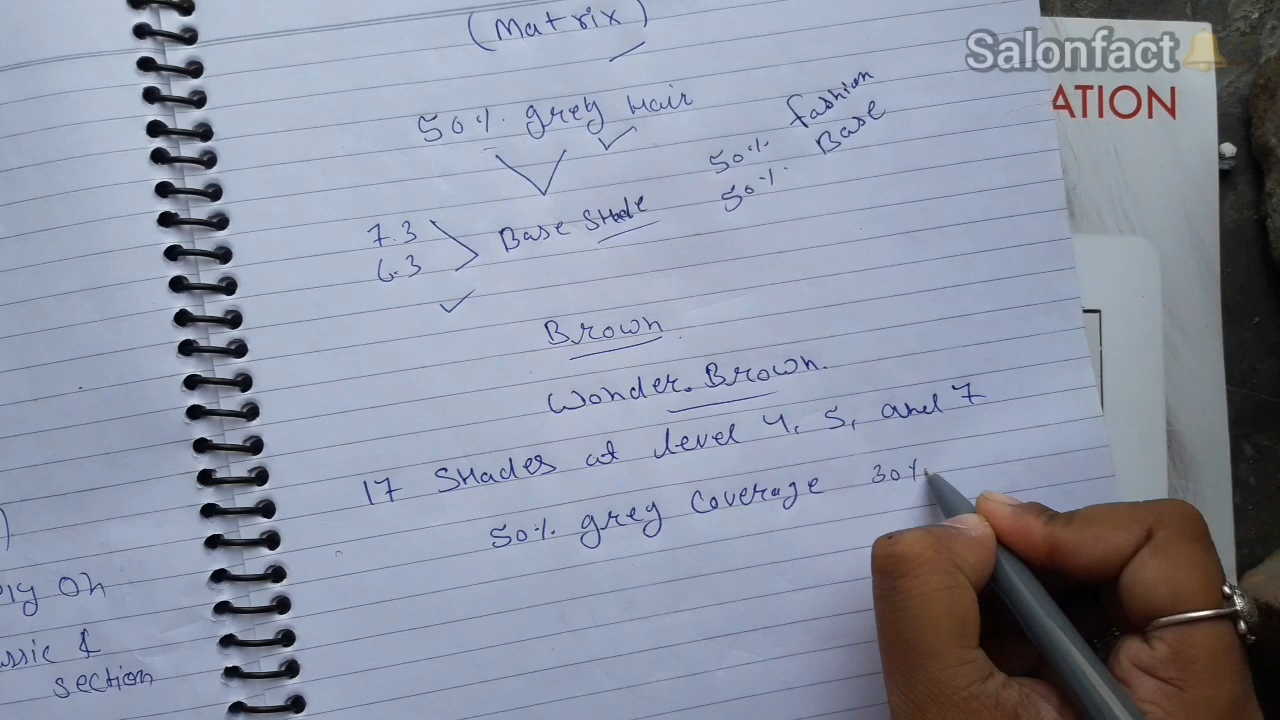 (Matrix)
Salonfact
ATION
50% grey Hair
50% fashion
50% Base
7.3
6.3
Base Shade
Brown
Wonder. Brown.
17 Shades at level 4, 5, and 7
50% grey Coverage 30%
)
on
section